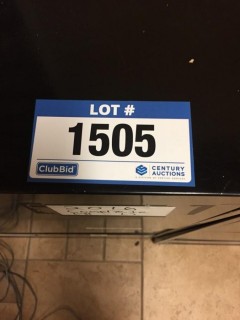 LOT #
1505
ClubBid
CENTURY
AUCTIONS